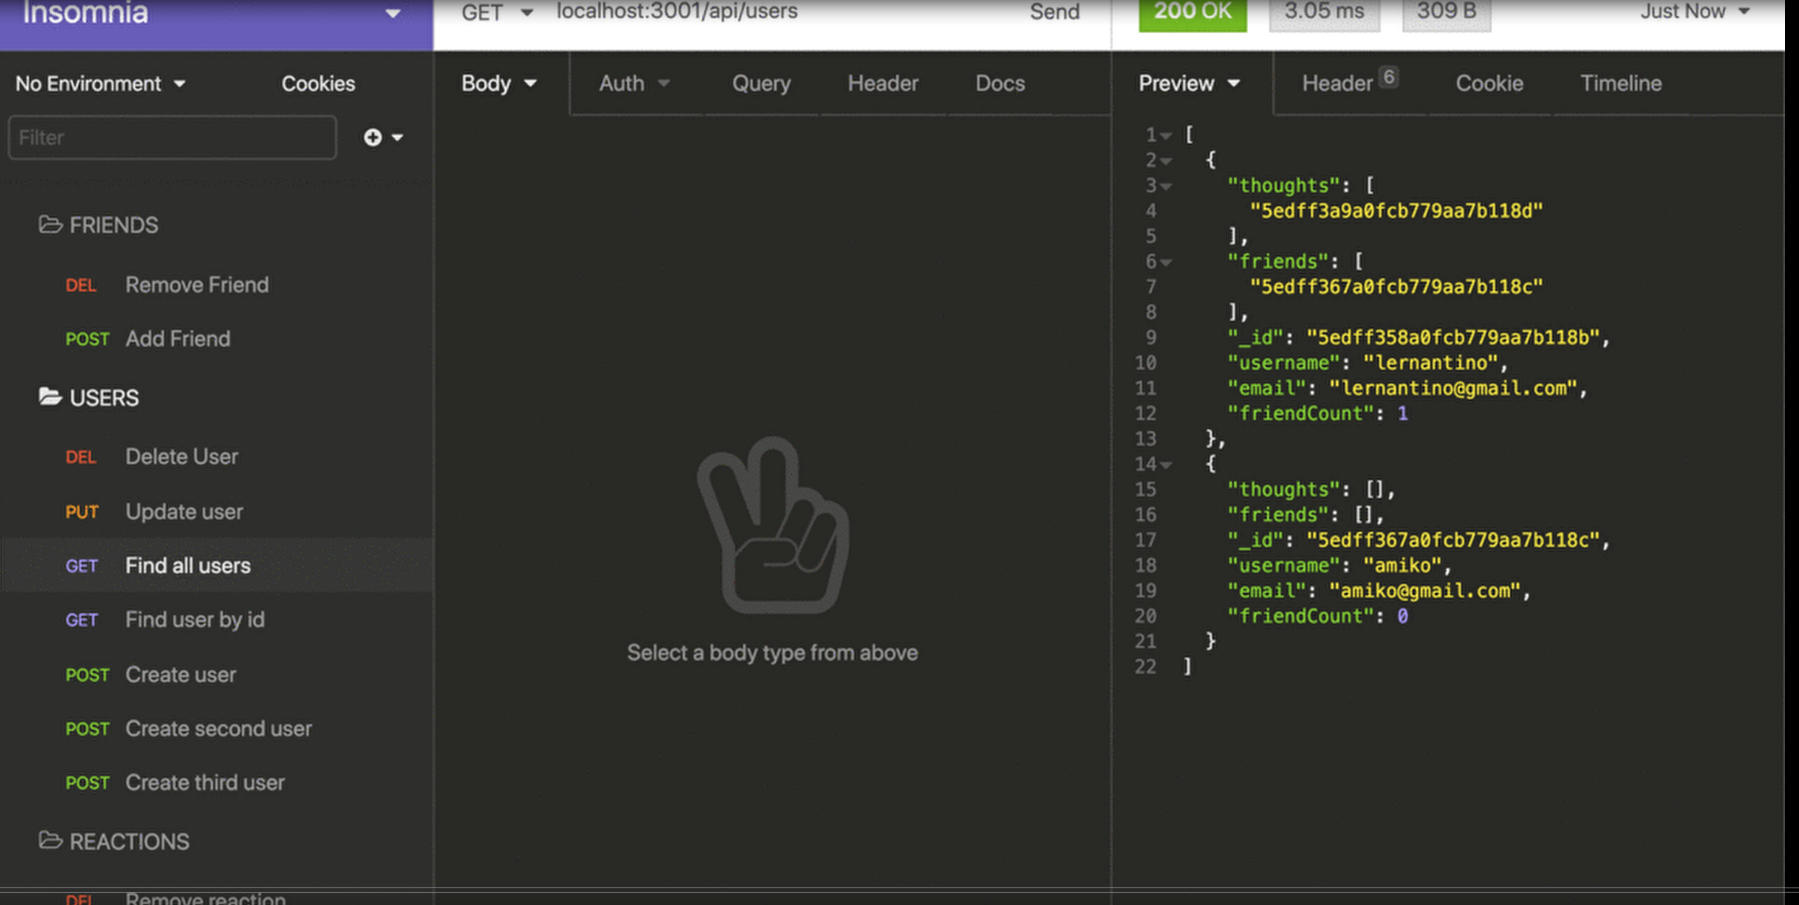 Insomnia
GET localhost:3001/api/users Send
200 OK 3.05 ms 309 B Just Now
No Environment Cookies
Body Auth Query Header Docs
Preview Header 6 Cookie Timeline
Filter
FRIENDS
DEL Remove Friend
POST Add Friend
USERS
DEL Delete User
PUT Update user
GET Find all users
GET Find user by id
POST Create user
POST Create second user
POST Create third user
REACTIONS
DEL Remove reaction
Select a body type from above
1 [
2 {
3 "thoughts": [
4 "5edff3a9a0fcb779aa7b118d"
5 ],
6 "friends": [
7 "5edff367a0fcb779aa7b118c"
8 ],
9 "_id": "5edff358a0fcb779aa7b118b",
10 "username": "lernantino",
11 "email": "lernantino@gmail.com",
12 "friendCount": 1
13 },
14 {
15 "thoughts": [],
16 "friends": [],
17 "_id": "5edff367a0fcb779aa7b118c",
18 "username": "amiko",
19 "email": "amiko@gmail.com",
20 "friendCount": 0
21 }
22 ]